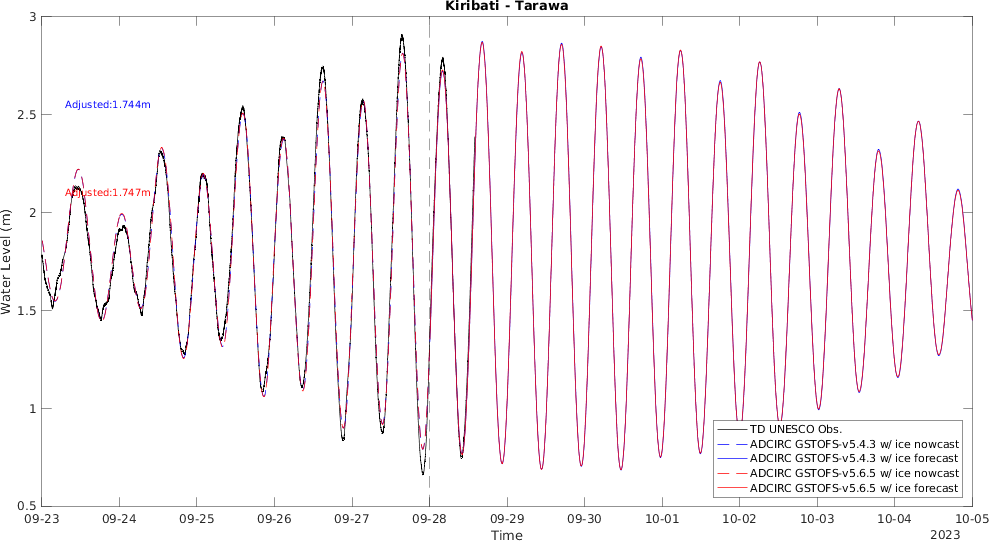 Kiribati - Tarawa
3
2.5
2
1.5
1
0.5
Water Level (m)
Adjusted:1.744m
Adjusted:1.747m
TD UNESCO Obs.
ADCIRC GSTOFS-v5.4.3 w/ ice nowcast
ADCIRC GSTOFS-v5.4.3 w/ ice forecast
ADCIRC GSTOFS-v5.6.5 w/ ice nowcast
ADCIRC GSTOFS-v5.6.5 w/ ice forecast
09-23 09-24 09-25 09-26 09-27 09-28 09-29 09-30 10-01 10-02 10-03 10-04 10-05
Time
2023